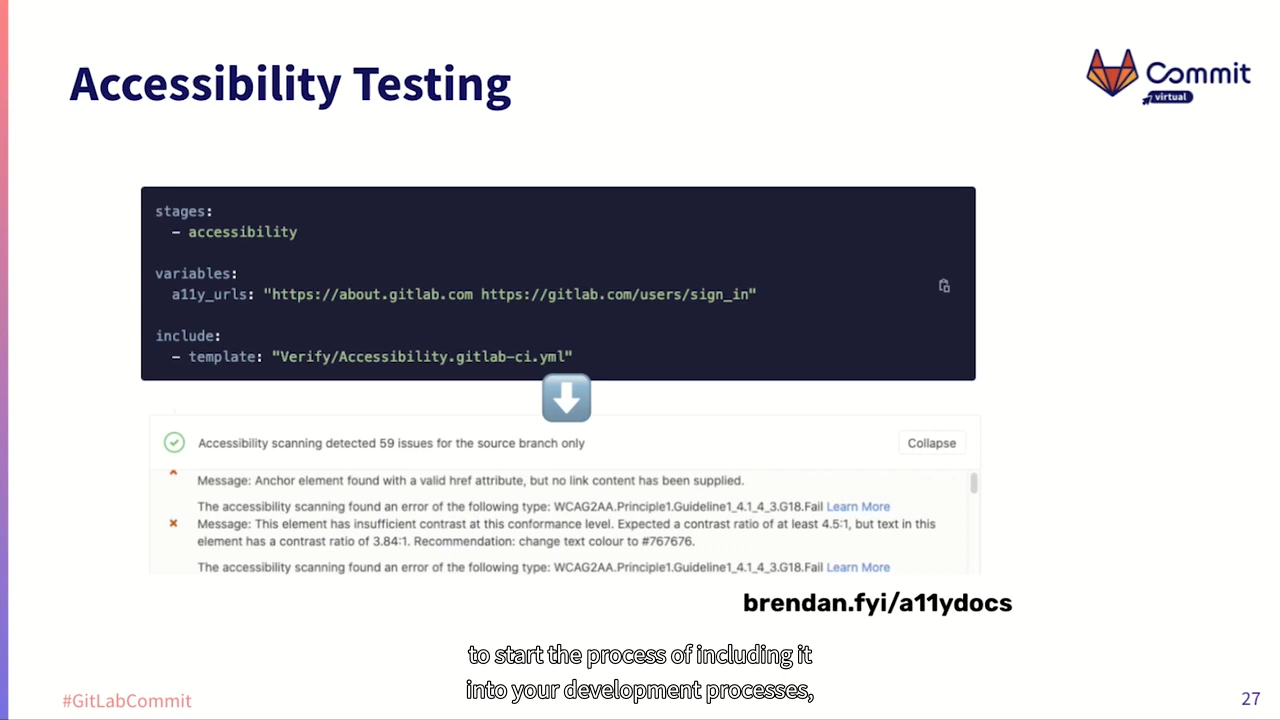 Accessibility Testing
Commit
virtual
stages:
- accessibility
variables:
a11y_urls: "https://about.gitlab.com https://gitlab.com/users/sign_in"
include:
- template: "Verify/Accessibility.gitlab-ci.yml"
Accessibility scanning detected 59 issues for the source branch only
Collapse
Message: Anchor element found with a valid href attribute, but no link content has been supplied.
The accessibility scanning found an error of the following type: WCAG2AA.Principle1.Guideline1_4.1_4_3.G18.Fail Learn More
Message: This element has insufficient contrast at this conformance level. Expected a contrast ratio of at least 4.5:1, but text in this
element has a contrast ratio of 3.84:1. Recommendation: change text colour to #767676.
The accessibility scanning found an error of the following type: WCAG2AA.Principle1.Guideline1_4.1_4_3.G18.Fail Learn More
brendan.fyi/a11ydocs
to start the process of including it
into your development processes,
#GitLabCommit
27